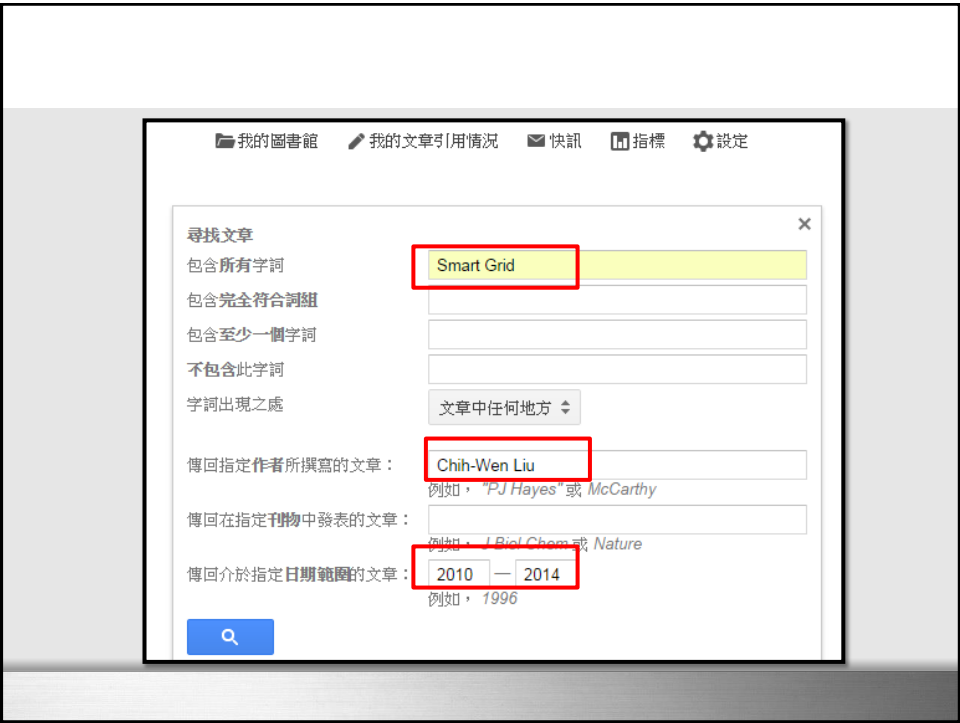 我的圖書館 我的文章引用情況 快訊 指標 設定
尋找文章
包含所有字詞 Smart Grid
包含完全符合詞組
包含至少一個字詞
不包含此字詞
字詞出現之處 文章中任何地方
傳回指定作者所撰寫的文章： Chih-Wen Liu
例如， "PJ Hayes" 或 McCarthy
傳回在指定刊物中發表的文章：
例如， J Biol Chem 或 Nature
傳回介於指定日期範圍的文章： 2010 — 2014
例如， 1996